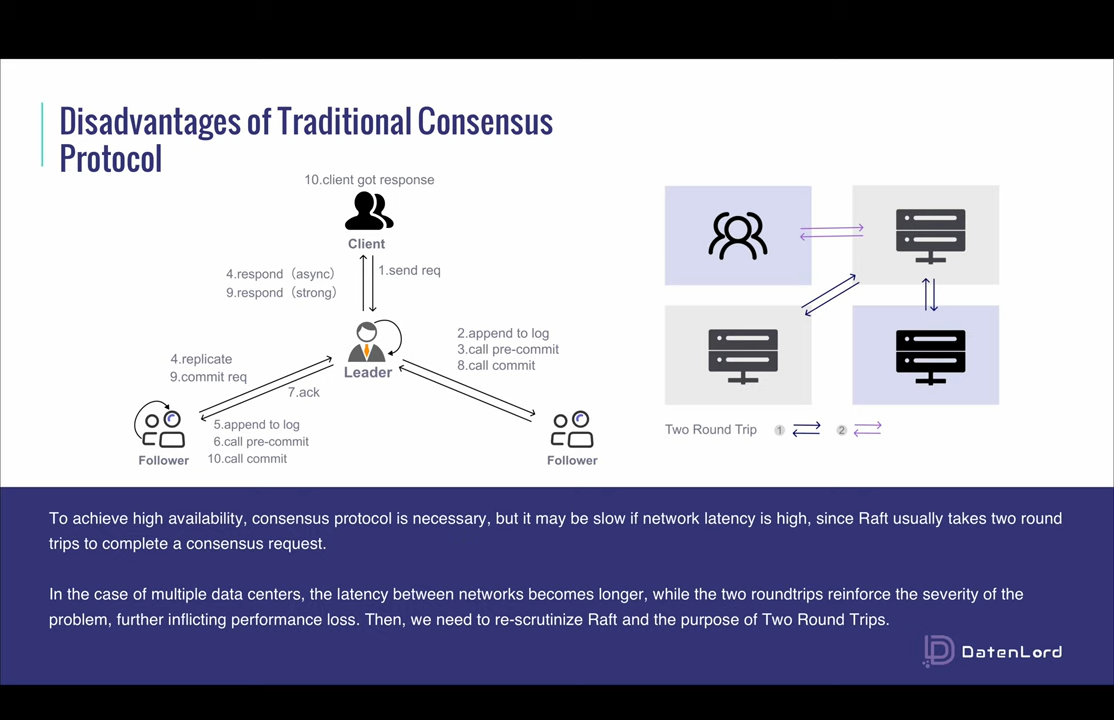 Disadvantages of Traditional Consensus
Protocol
10.client got response
Client
4.respond（async）
9.respond（strong）
1.send req
2.append to log
3.call pre-commit
8.call commit
4.replicate
9.commit req
Leader
7.ack
5.append to log
6.call pre-commit
10.call commit
Follower
Follower
Two Round Trip 1 2
To achieve high availability, consensus protocol is necessary, but it may be slow if network latency is high, since Raft usually takes two round
trips to complete a consensus request.
In the case of multiple data centers, the latency between networks becomes longer, while the two roundtrips reinforce the severity of the
problem, further inflicting performance loss. Then, we need to re-scrutinize Raft and the purpose of Two Round Trips.
DatenLord